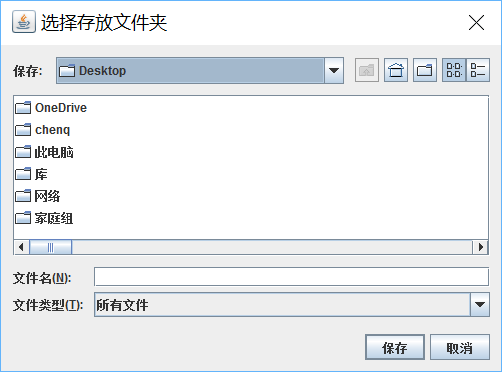 选择存放文件夹
保存: Desktop
OneDrive
chenq
此电脑
库
网络
家庭组
文件名(N):
文件类型(T): 所有文件
保存 取消